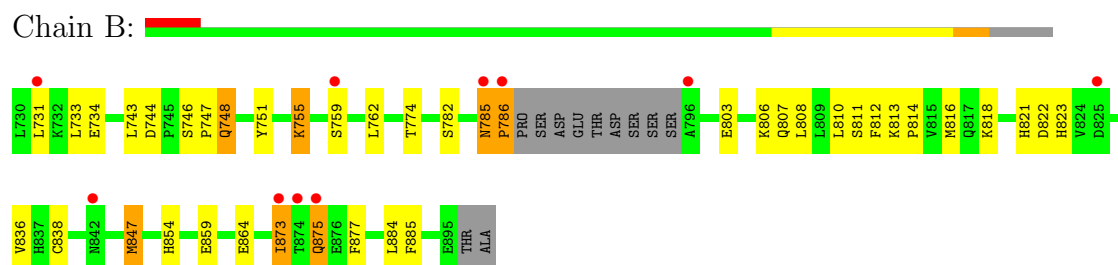 Chain B:
L730 L731 K732 L733 E734 L743 D744 P745 S746 P747 Q748 Y751 K755 S759 L762 T774 S782 N785 P786 PRO SER ASP GLU THR ASP SER SER SER A796 E803 K806 Q807 L808 L809 L810 S811 F812 K813 P814 V815 M816 Q817 K818 H821 D822 H823 V824 D825
V836 H837 C838 N842 M847 H854 E859 E864 I873 T874 Q875 E876 F877 L884 F885 E895 THR ALA